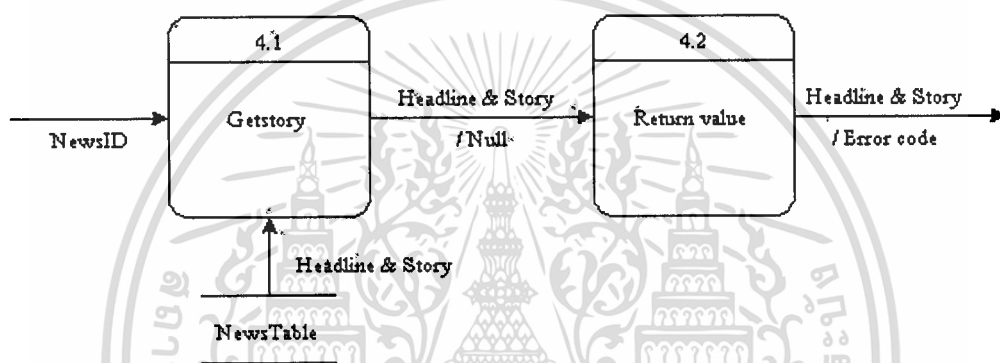 4.1
4.2
NewsID
Getstory
Headline & Story
/ Null
Return value
Headline & Story
/ Error code
Headline & Story
NewsTable